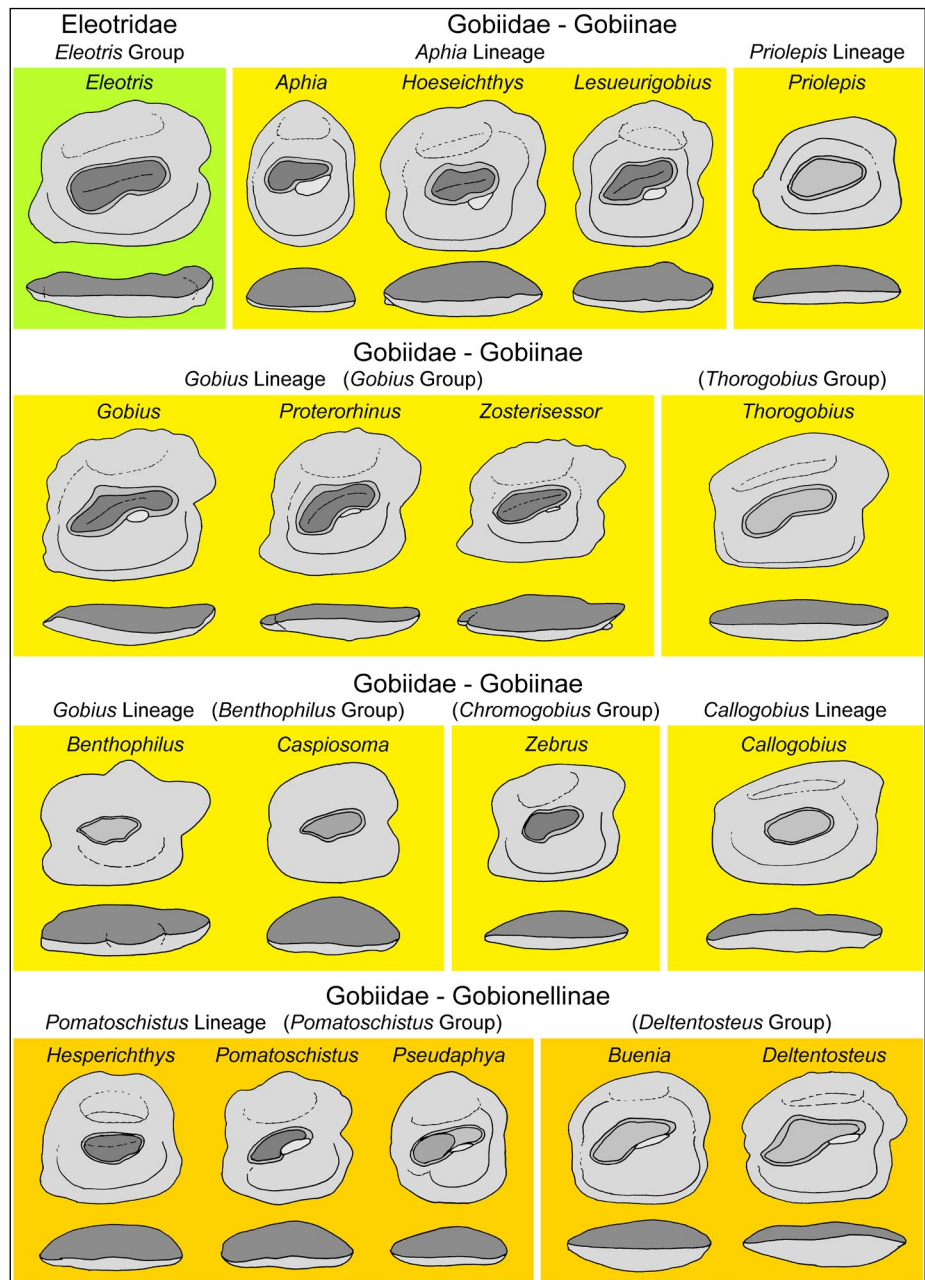 Eleotridae
Gobiidae - Gobiinae
Eleotris Group
Aphia Lineage
Priolepis Lineage
Eleotris
Aphia
Hoeseichthys
Lesueurigobius
Priolepis
Gobiidae - Gobiinae
Gobius Lineage (Gobius Group)
(Thorogobius Group)
Gobius
Proterorhinus
Zosterisessor
Thorogobius
Gobiidae - Gobiinae
Gobius Lineage (Benthophilus Group)
(Chromogobius Group)
Callogobius Lineage
Benthophilus
Caspiosoma
Zebrus
Callogobius
Gobiidae - Gobionellinae
Pomatoschistus Lineage (Pomatoschistus Group)
(Deltentosteus Group)
Hesperichthys
Pomatoschistus
Pseudaphya
Buenia
Deltentosteus